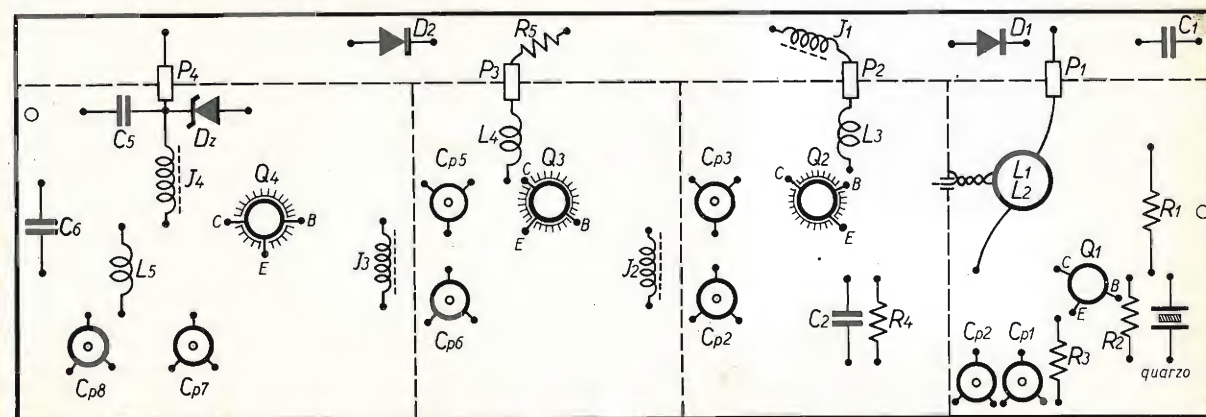 D2
R5
J1
D1
C1
P4
P3
P2
P1
C5
Dz
L4
L3
J4
Q4
Cp5
Q3
C
Cp3
Q2
C
B
L1
L2
R1
C6
C
B
E
B
E
E
L5
J3
J2
Q1
C
B
E
C2
R4
R3
R2
Cp6
Cp2
Cp2
Cp1
quarzo
Cp8
Cp7